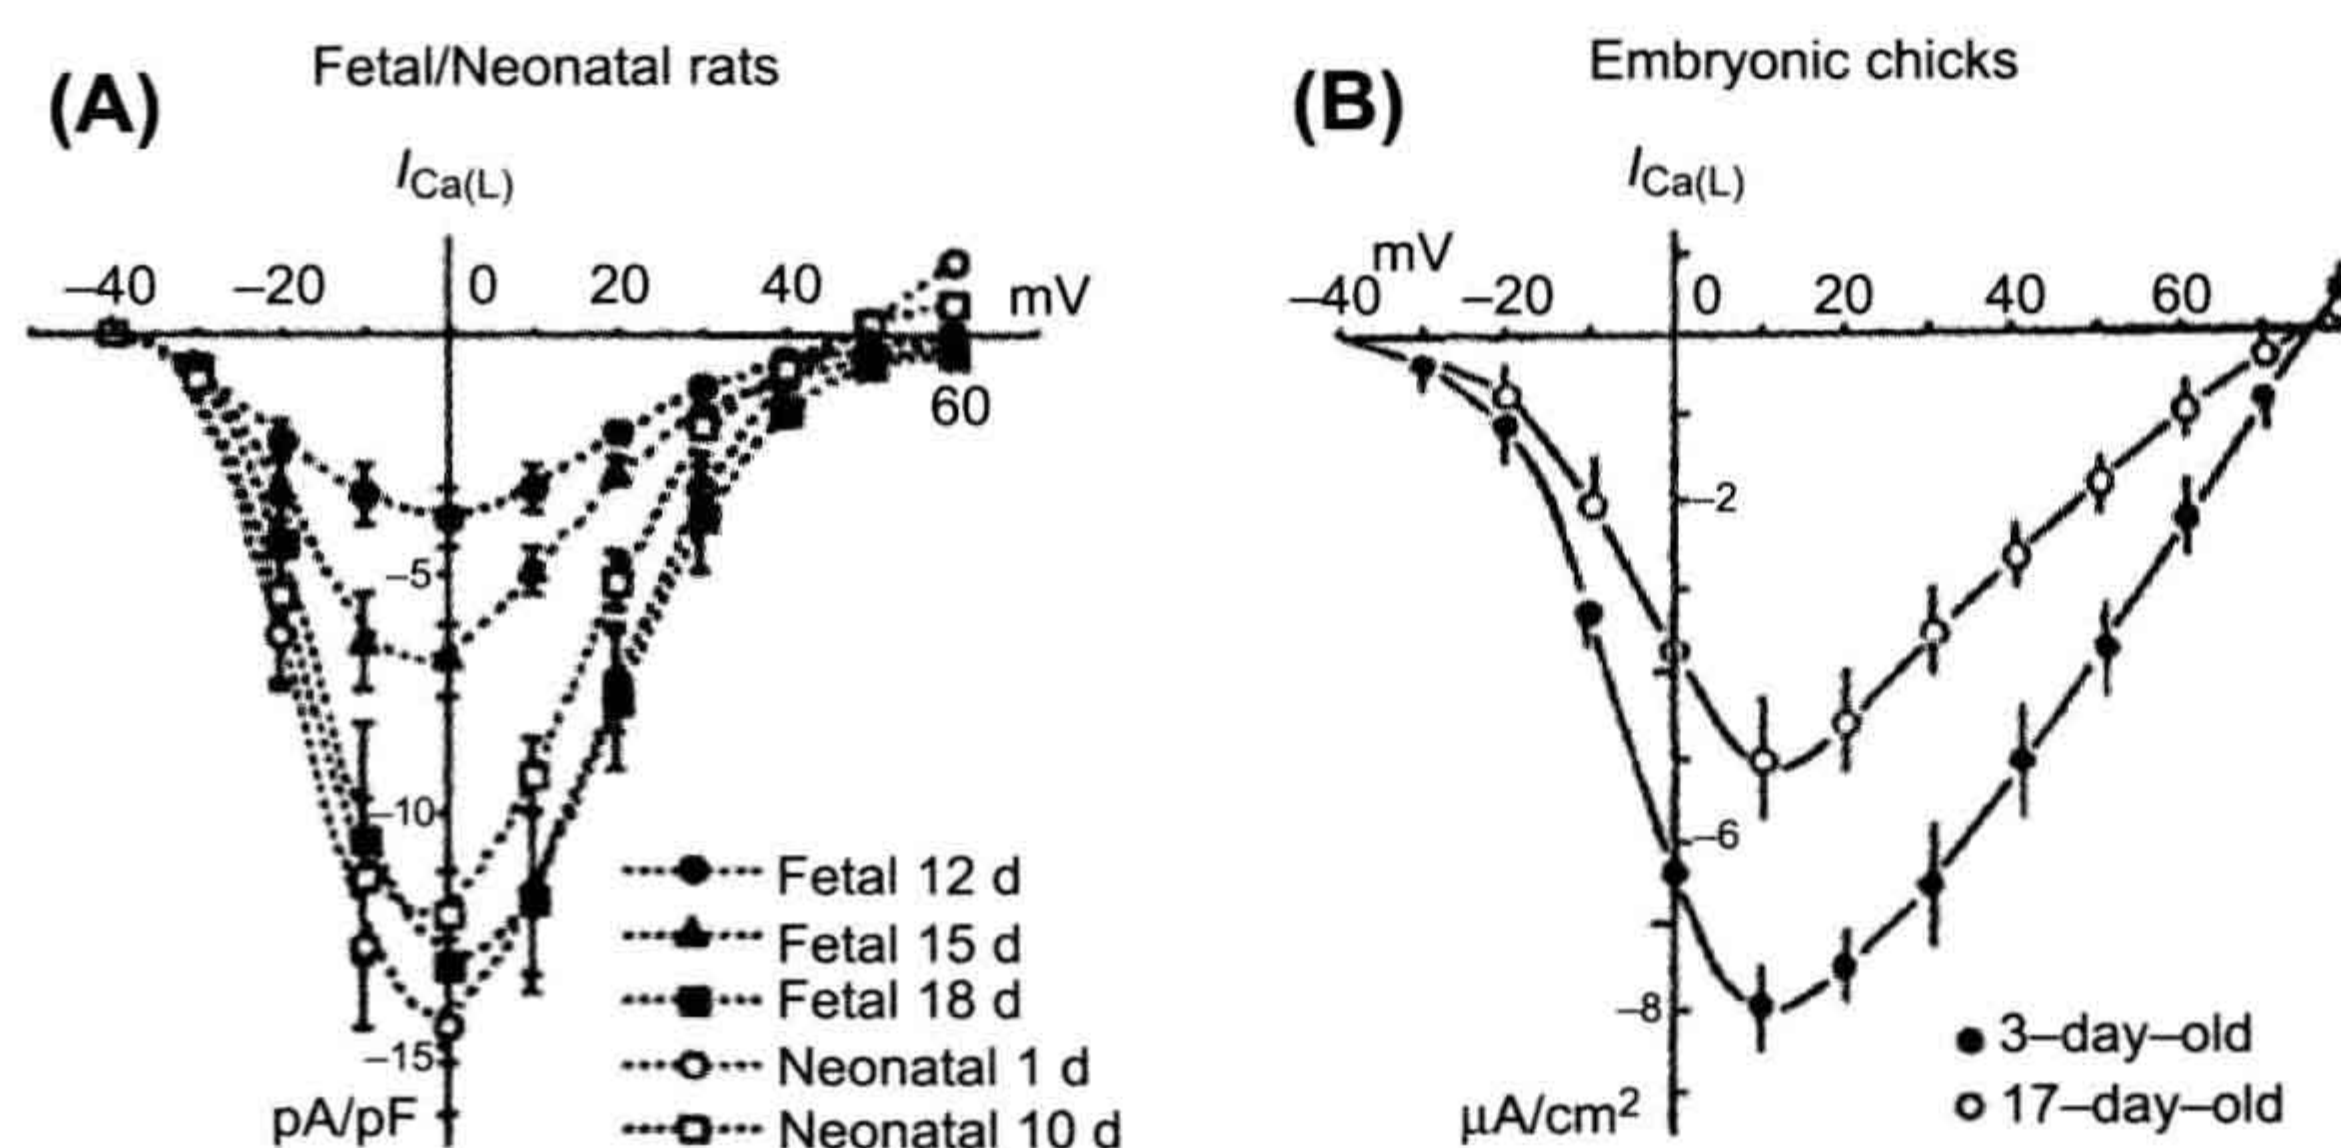 (A)
Fetal/Neonatal rats
I Ca(L)
–40 –20 0 20 40 mV
60
–5
–10
–15
pA/pF
Fetal 12 d
Fetal 15 d
Fetal 18 d
Neonatal 1 d
Neonatal 10 d
(B)
Embryonic chicks
I Ca(L)
mV
–40 –20 0 20 40 60
–2
–6
–8
μA/cm²
3–day–old
17–day–old